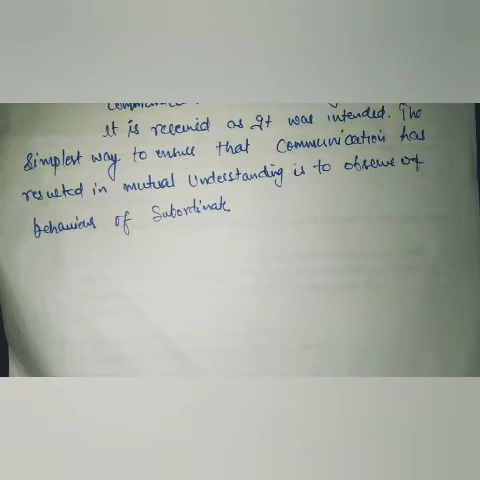 It is received as It was intended. The
Simplest way to ensure that Communication has
resulted in mutual Understanding is to observe of
behaviour of Subordinate